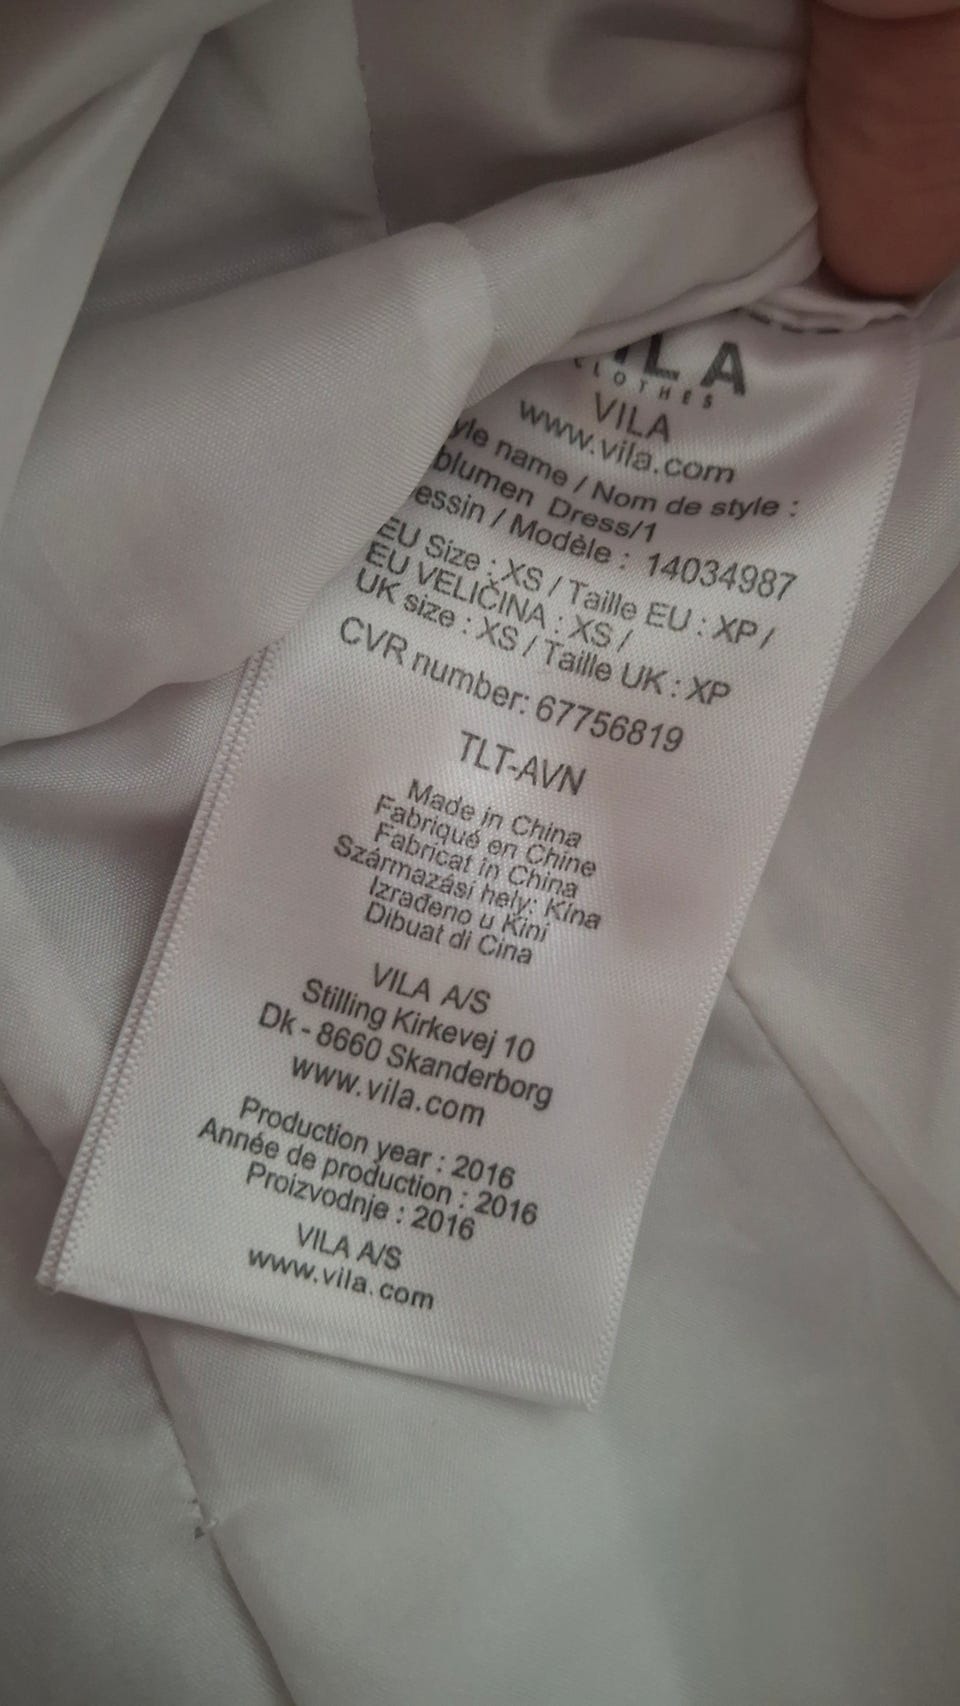 LA
CLOTHES
VILA
www.vila.com
yle name / Nom de style :
blumen Dress/1
essin / Modèle : 14034987
EU Size : XS / Taille EU : XP /
EU VELIČINA : XS /
UK size : XS / Taille UK : XP
CVR number: 67756819
TLT-AVN
Made in China
Fabriqué en Chine
Fabricat in China
Származási hely: Kína
Izrađeno u Kini
Dibuat di Cina
VILA A/S
Stilling Kirkevej 10
Dk - 8660 Skanderborg
www.vila.com
Production year : 2016
Année de production : 2016
Proizvodnje : 2016
VILA A/S
www.vila.com